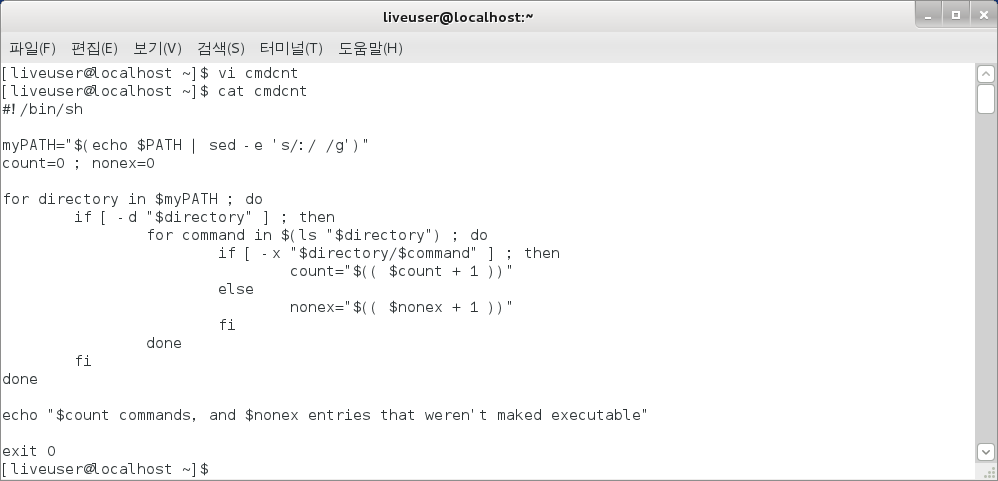 liveuser@localhost:~
파일(F) 편집(E) 보기(V) 검색(S) 터미널(T) 도움말(H)
[liveuser@localhost ~]$ vi cmdcnt
[liveuser@localhost ~]$ cat cmdcnt
#!/bin/sh

myPATH="$(echo $PATH | sed -e 's/:/ /g')"
count=0 ; nonex=0

for directory in $myPATH ; do
        if [ -d "$directory" ] ; then
                for command in $(ls "$directory") ; do
                        if [ -x "$directory/$command" ] ; then
                                count="$(( $count + 1 ))"
                        else
                                nonex="$(( $nonex + 1 ))"
                        fi
                done
        fi
done

echo "$count commands, and $nonex entries that weren't maked executable"

exit 0
[liveuser@localhost ~]$